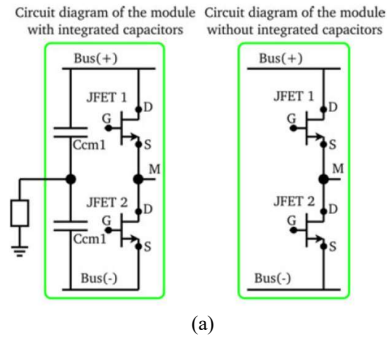 Circuit diagram of the module
with integrated capacitors
Bus(+)
JFET 1
D
G
S
Ccm1
M
JFET 2
D
G
S
Ccm1
Bus(-)
Circuit diagram of the module
without integrated capacitors
Bus(+)
JFET 1
D
G
S
M
JFET 2
D
G
S
Bus(-)
(a)